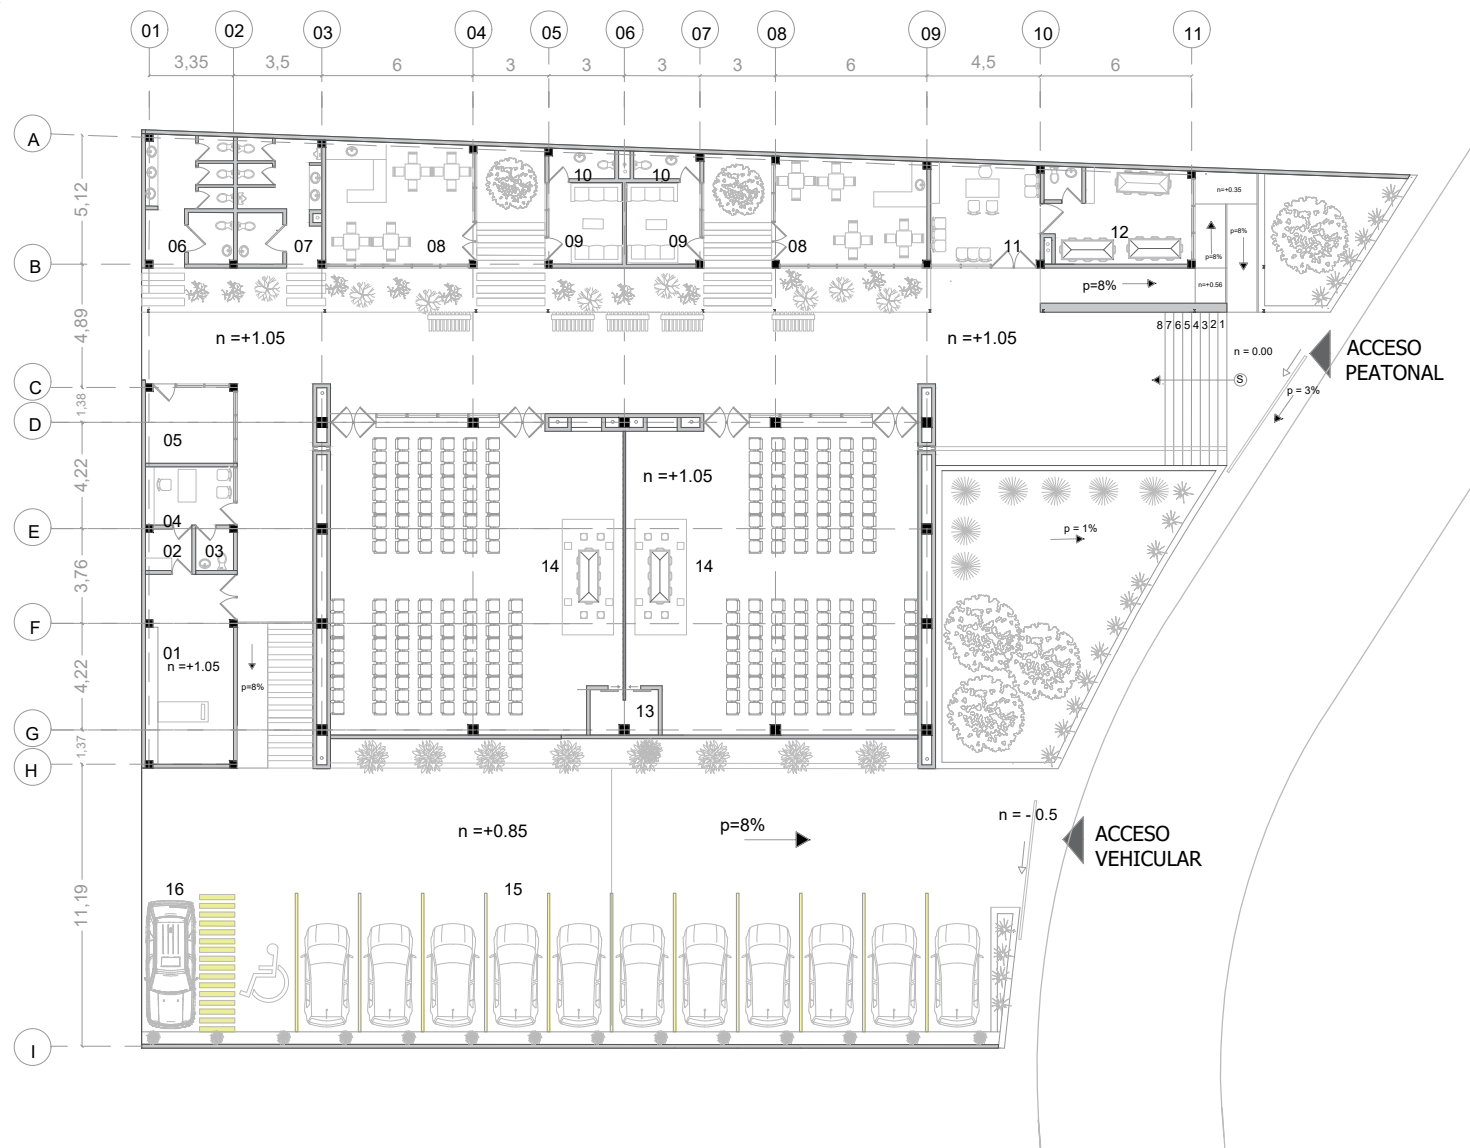 01 02 03 04 05 06 07 08 09 10 11
3,35 3,5 6 3 3 3 3 6 4,5 6
A
5,12
n=+0.35
10 10
p=8%
p=8%
06 07 08 09 09 08 11 12
B
p=8%
n=+0.56
4,89
n =+1.05
n =+1.05
8 7 6 5 4 3 2 1
n = 0.00
ACCESO
PEATONAL
C
S
p = 3%
1,38
D
05
4,22
n =+1.05
04
E
p = 1%
02 03
3,76
14 14
F
01
n =+1.05
4,22
p=8%
13
G
1,37
H
n =+0.85
p=8%
n = - 0.5
ACCESO
VEHICULAR
16
15
11,19
I